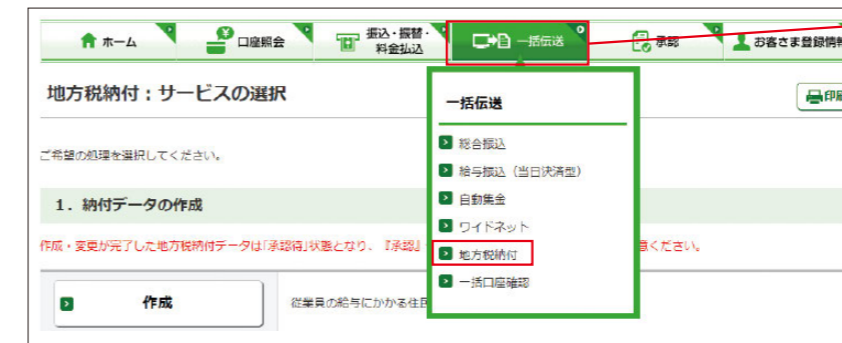 ホーム
口座照会
振込・振替・
料金払込
一括伝送
承認
お客さま登録情報
地方税納付：サービスの選択
印刷
一括伝送
ご希望の処理を選択してください。
総合振込
給与振込（当日決済型）
1．納付データの作成
自動集金
ワイドネット
作成・変更が完了した地方税納付データは「承認待」状態となり、『承認』
意ください。
地方税納付
一括口座確認
作成
従業員の給与にかかる住民